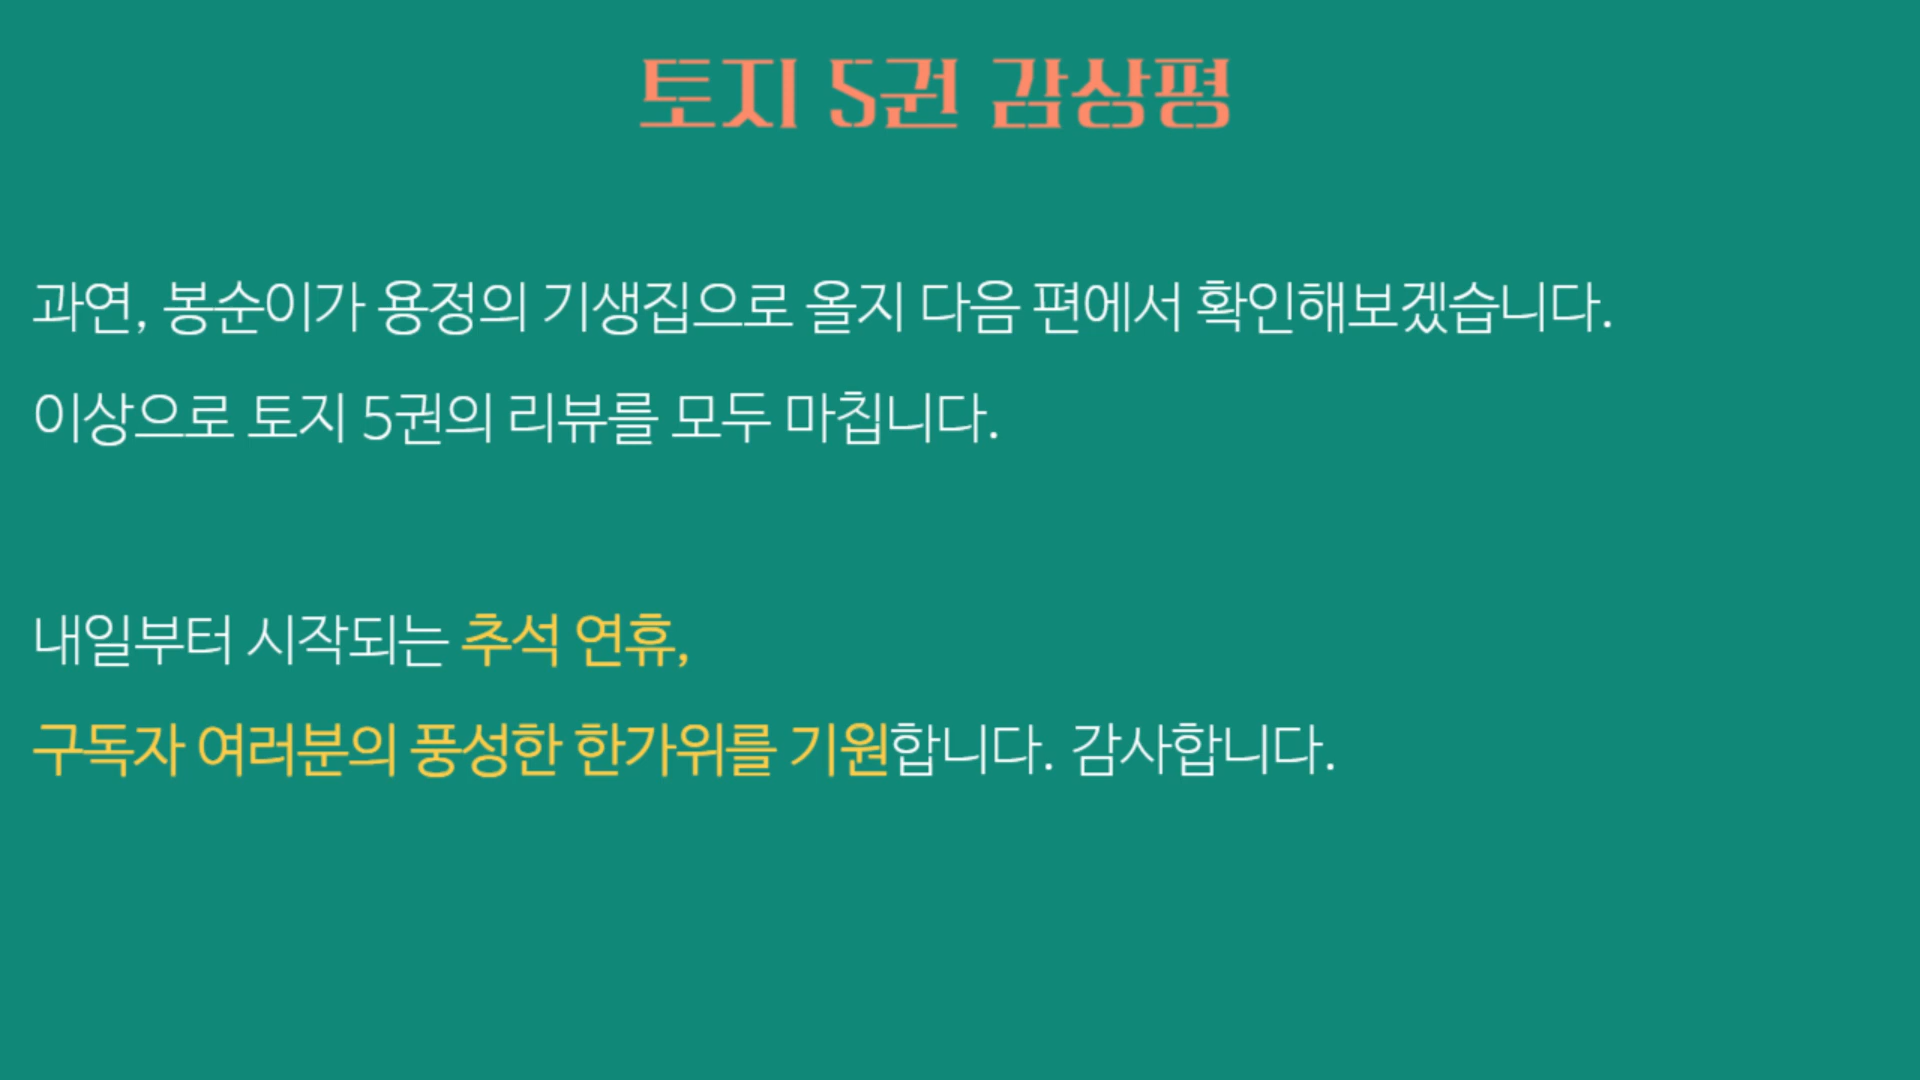 토지 5권 감상평
과연, 봉순이가 용정의 기생집으로 올지 다음 편에서 확인해보겠습니다.
이상으로 토지 5권의 리뷰를 모두 마칩니다.
내일부터 시작되는 추석 연휴,
구독자 여러분의 풍성한 한가위를 기원합니다. 감사합니다.